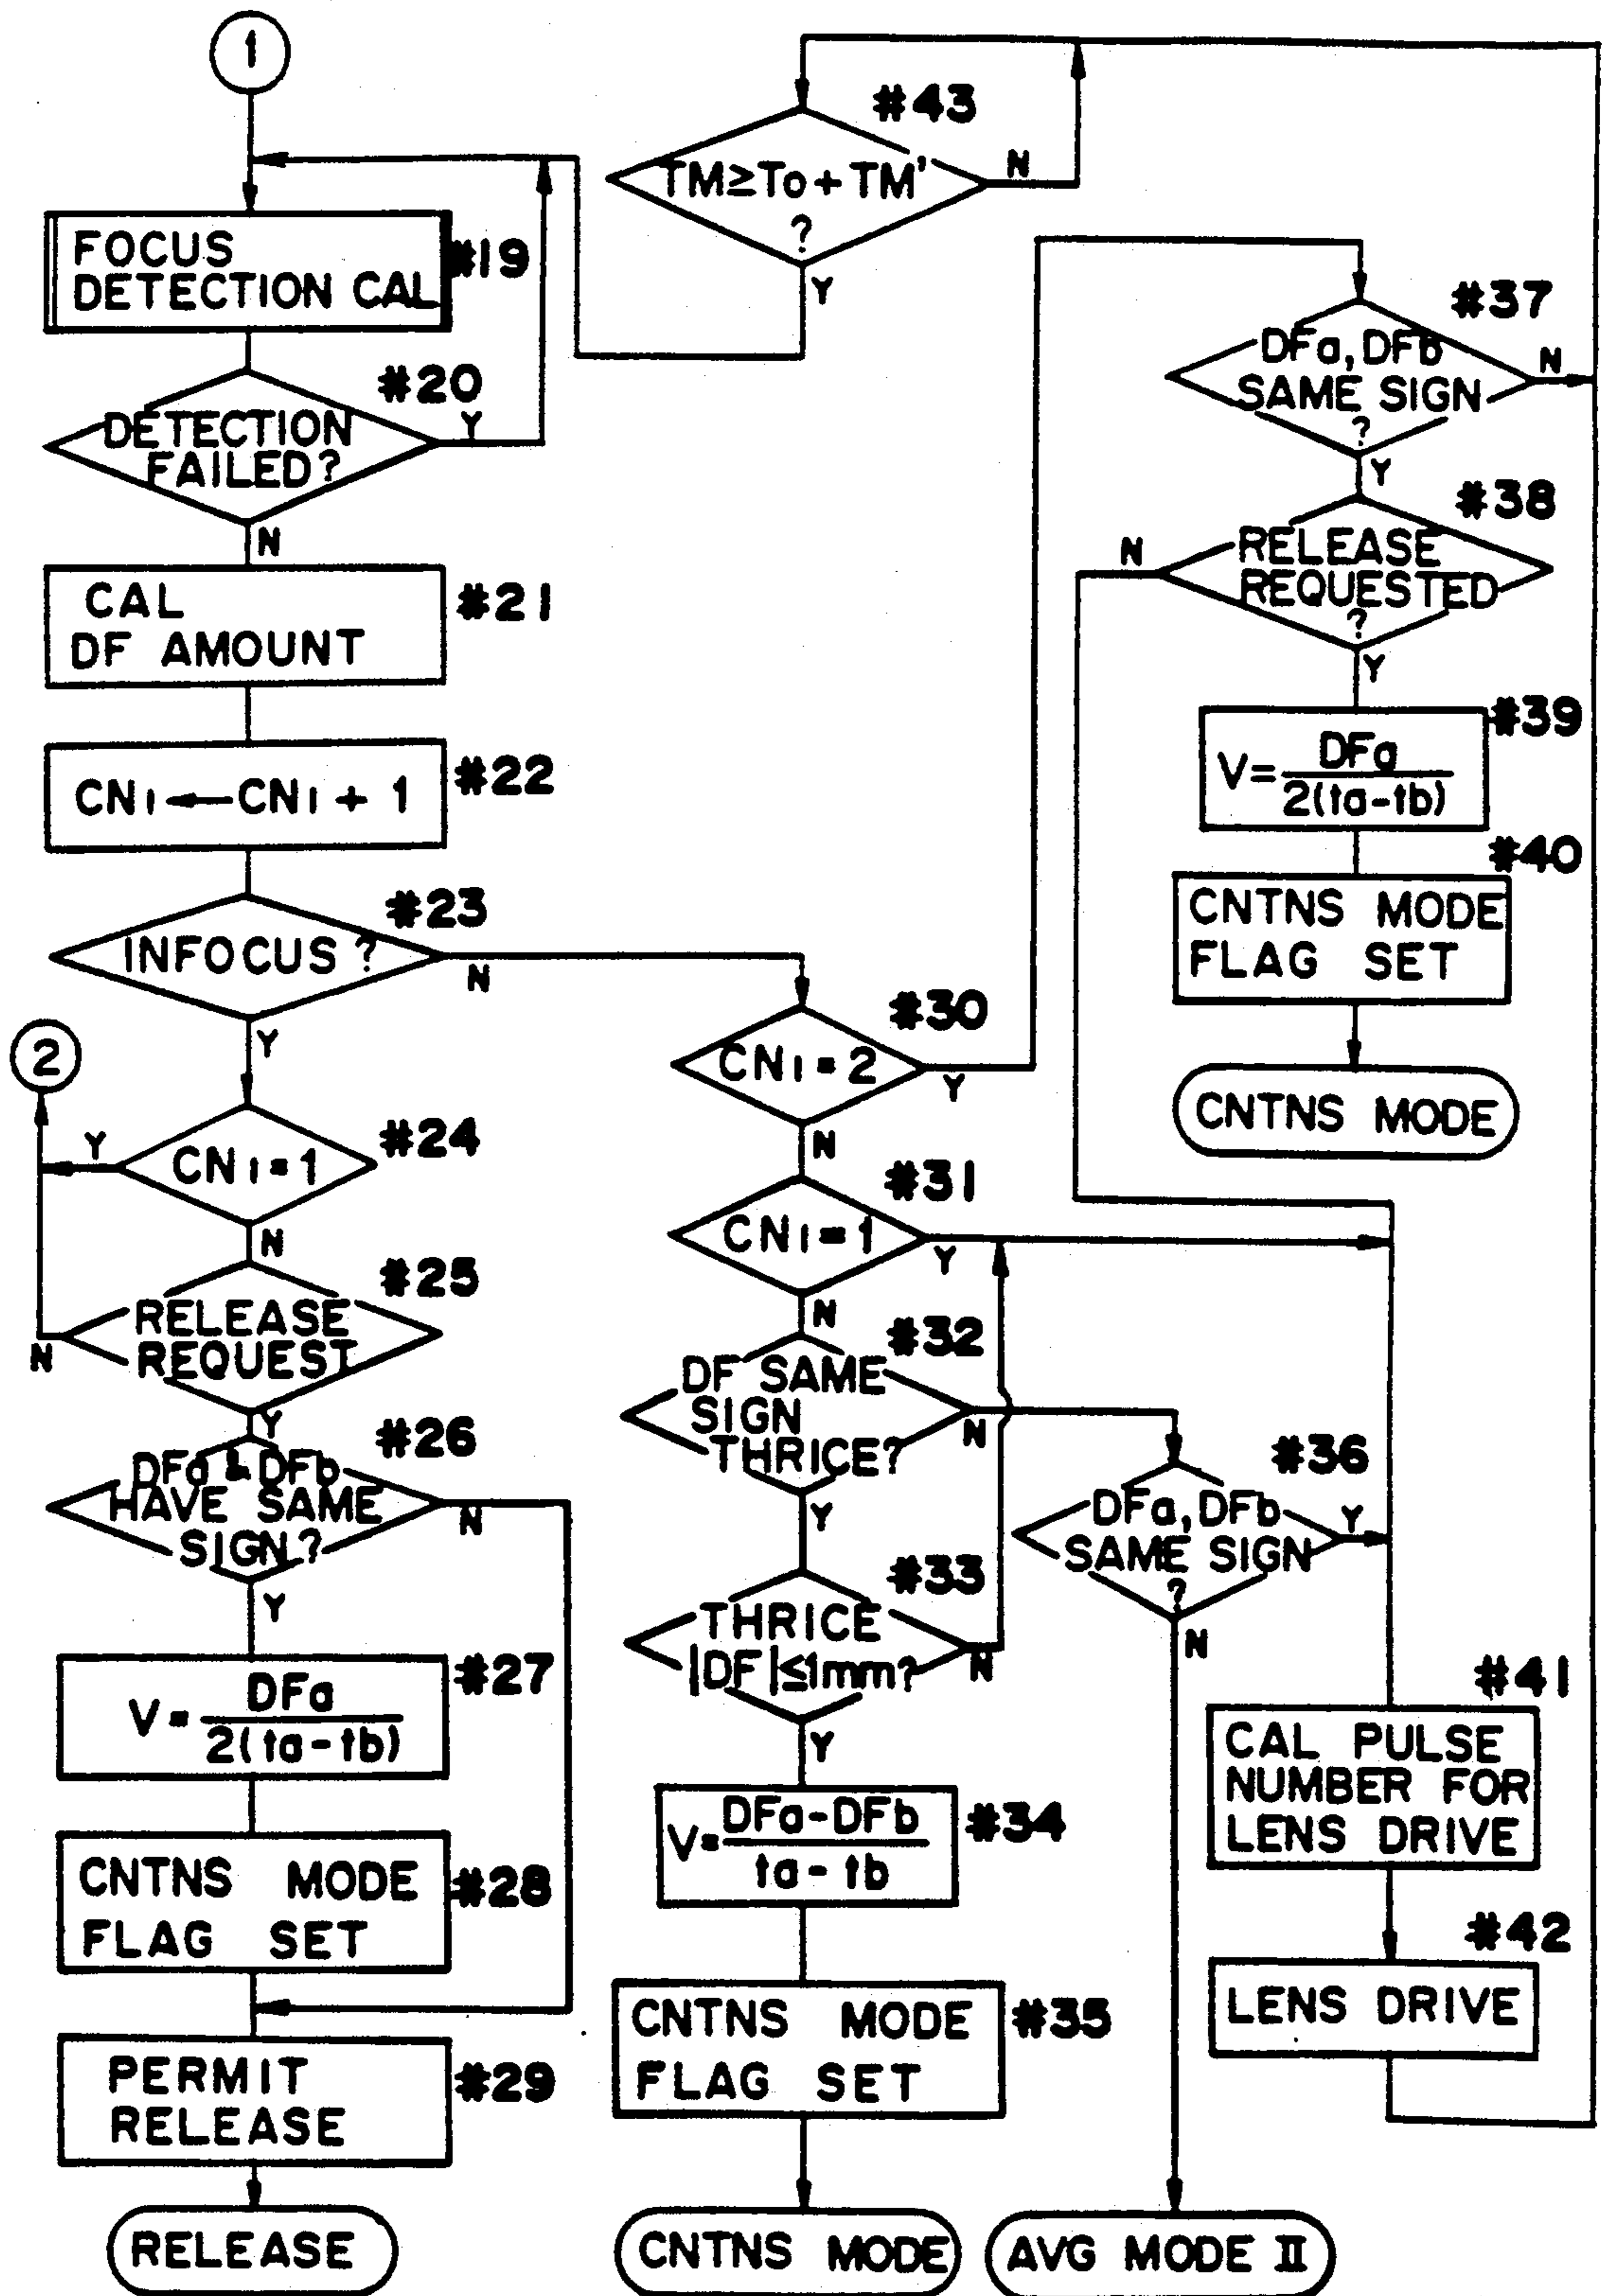 1
FOCUS
DETECTION CAL
#19
#20
DETECTION
FAILED?
Y
N
CAL
DF AMOUNT
#21
CN₁←CN₁ + 1
#22
#23
INFOCUS ?
N
Y
2
#24
CN₁=1
Y
N
#25
RELEASE
REQUEST
N
Y
#26
DFa & DFb
HAVE SAME
SIGN?
N
Y
#27
V = DFa / 2(ta-tb)
CNTNS MODE
FLAG SET
#28
PERMIT
RELEASE
#29
RELEASE
#43
TM≥To + TM'
?
N
Y
#30
CN₁=2
Y
N
#31
CN₁=1
Y
N
#32
DF SAME
SIGN
THRICE?
N
Y
#33
THRICE
|DF|≤1mm?
N
Y
V = DFa-DFb / ta-tb
#34
CNTNS MODE
FLAG SET
#35
CNTNS MODE
#36
DFa, DFb
SAME SIGN
?
Y
N
AVG MODE II
#37
DFa, DFb
SAME SIGN
?
N
Y
#38
RELEASE
REQUESTED
?
N
Y
#39
V = DFa / 2(ta-tb)
#40
CNTNS MODE
FLAG SET
CNTNS MODE
#41
CAL PULSE
NUMBER FOR
LENS DRIVE
#42
LENS DRIVE